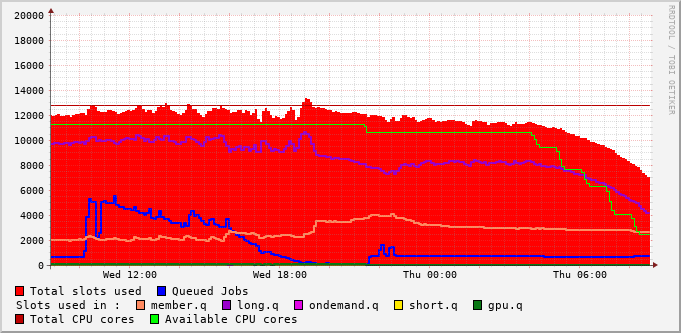 20000
18000
16000
14000
12000
10000
8000
6000
4000
2000
0
Wed 12:00 Wed 18:00 Thu 00:00 Thu 06:00
RRDTOOL / TOBI OETIKER
Total slots used Queued Jobs
Slots used in : member.q long.q ondemand.q short.q gpu.q
Total CPU cores Available CPU cores